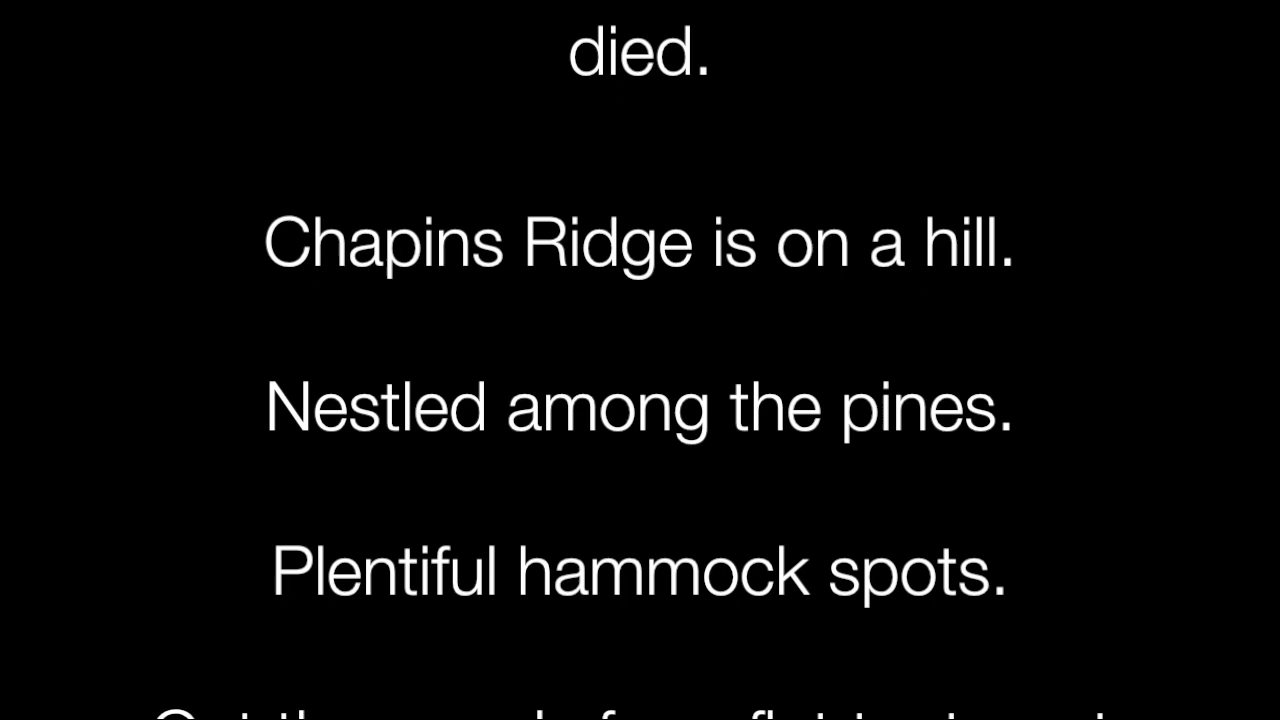 died.
Chapins Ridge is on a hill.
Nestled among the pines.
Plentiful hammock spots.